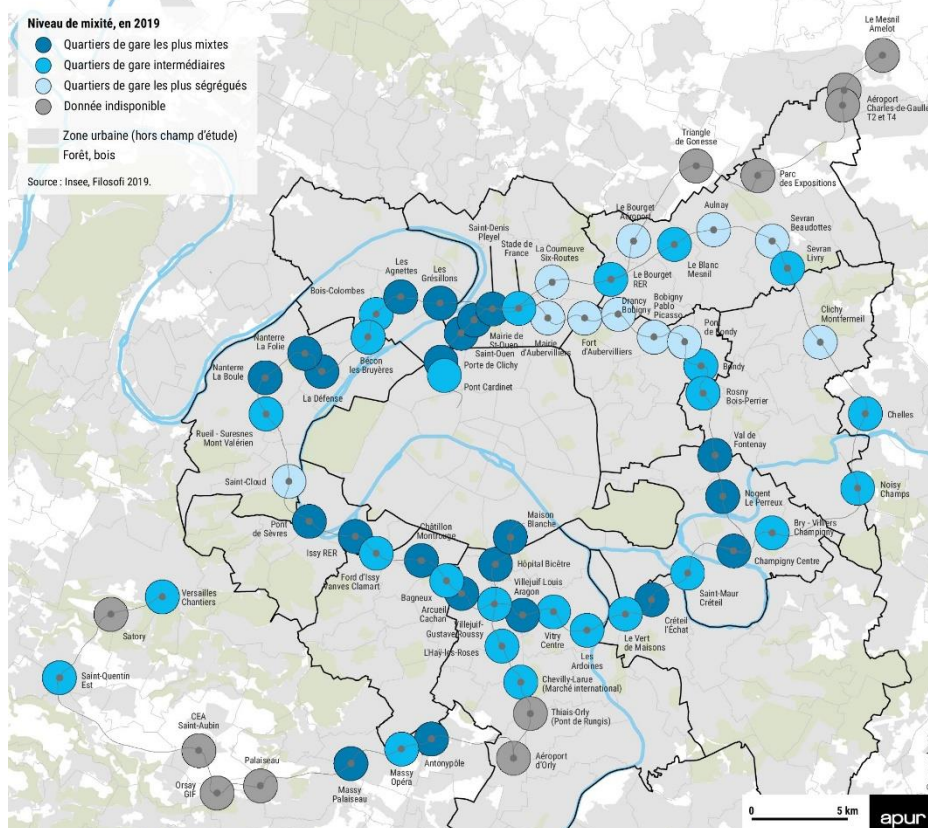 Niveau de mixité, en 2019
Quartiers de gare les plus mixtes
Quartiers de gare intermédiaires
Quartiers de gare les plus ségrégués
Donnée indisponible
Zone urbaine (hors champ d'étude)
Forêt, bois
Source : Insee, Filosofi 2019.
Le Mesnil
Amelot
Aéroport
Charles-de-Gaulle
T2 et T4
Triangle
de Gonesse
Parc
des Expositions
Le Bourget
Aéroport
Aulnay
Sevran
Beaudottes
Sevran
Livry
Le Blanc
Mesnil
Le Bourget
RER
Saint-Denis
Pleyel
Stade de
France
La Courneuve
Six-Routes
Les
Agnettes
Les
Grésillons
Bois-Colombes
Bécon
les Bruyères
Mairie de
St-Ouen
Saint-Ouen
Mairie
d'Aubervilliers
Fort
d'Aubervilliers
Drancy
Bobigny
Bobigny
Pablo
Picasso
Pont
de Bondy
Bondy
Clichy
Montfermeil
Nanterre
La Folie
Nanterre
La Boule
La Défense
Porte de Clichy
Pont Cardinet
Rosny
Bois-Perrier
Chelles
Rueil - Suresnes
Mont Valérien
Val de
Fontenay
Saint-Cloud
Nogent
Le Perreux
Noisy
Champs
Pont
de Sèvres
Issy RER
Ford d'Issy
Vanves Clamart
Châtillon
Montrouge
Maison
Blanche
Hôpital Bicêtre
Bry - Villiers
Champigny
Champigny Centre
Saint-Maur
Créteil
Bagneux
Arcueil
Cachan
Villejuif Louis
Aragon
Villejuif-
Gustave Roussy
Vitry
Centre
Les
Ardoines
Le Vert
de Maisons
Créteil
l'Échat
L'Haÿ-les-Roses
Chevilly-Larue
(Marché international)
Thiais-Orly
(Pont de Rungis)
Aéroport
d'Orly
Versailles
Chantiers
Satory
Saint-Quentin
Est
CEA
Saint-Aubin
Orsay
GIF
Palaiseau
Massy
Palaiseau
Massy
Opéra
Antonypôle
0 5 km
apur